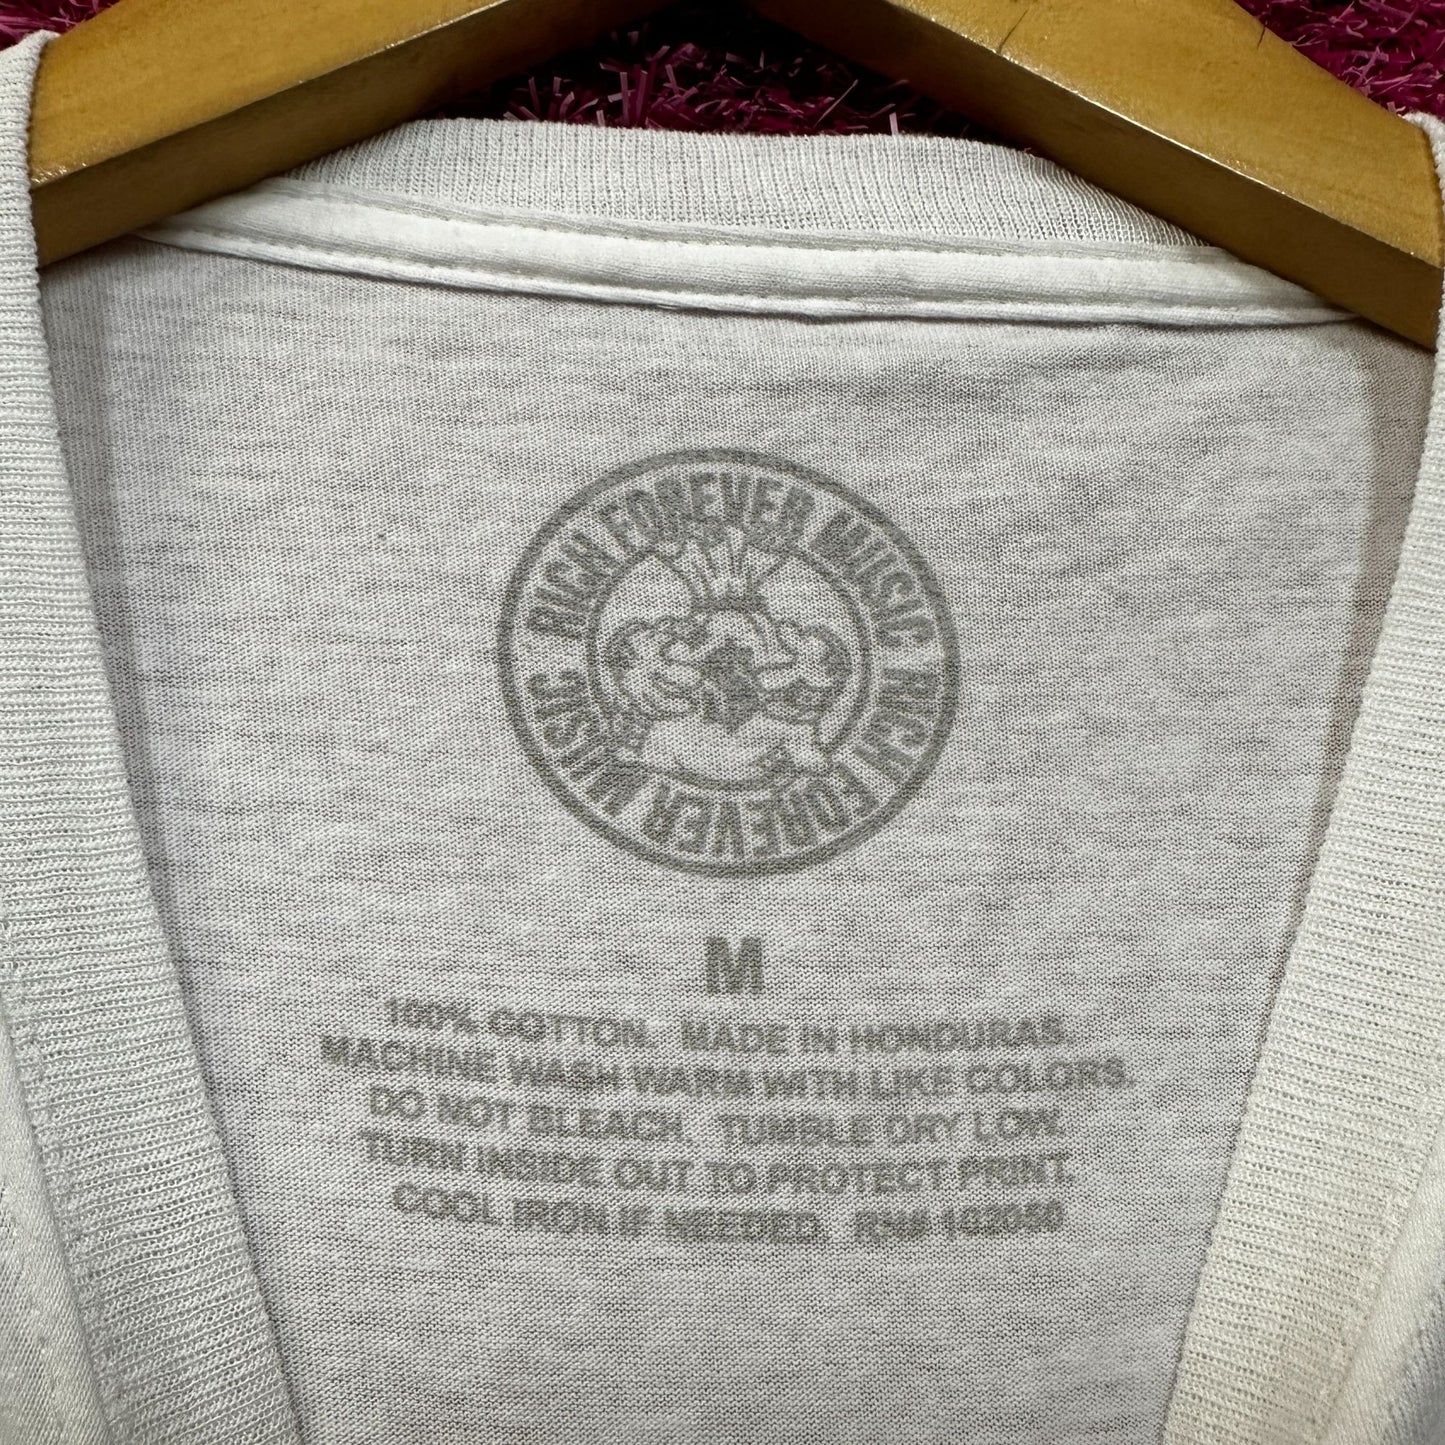 RICH FOREVER MUSIC RICH FOREVER MUSIC
M
100% COTTON. MADE IN HONDURAS.
MACHINE WASH WARM WITH LIKE COLORS.
DO NOT BLEACH. TUMBLE DRY LOW.
TURN INSIDE OUT TO PROTECT PRINT.
COOL IRON IF NEEDED. RN#